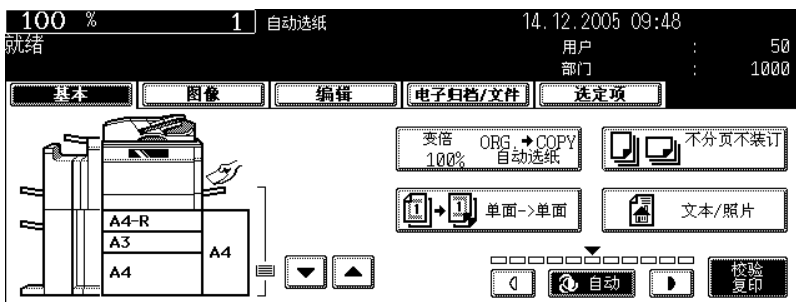 100 % 1 自动选纸 14.12.2005 09:48
就绪 用户 : 50
部门 : 1000
基本 图像 编辑 电子归档/文件 选定项
变倍 ORG.➔COPY 不分页不装订
100% 自动选纸
1 ➔ 1 单面->单面 文本/照片
A4-R
A3
A4
A4
自动
校验
复印